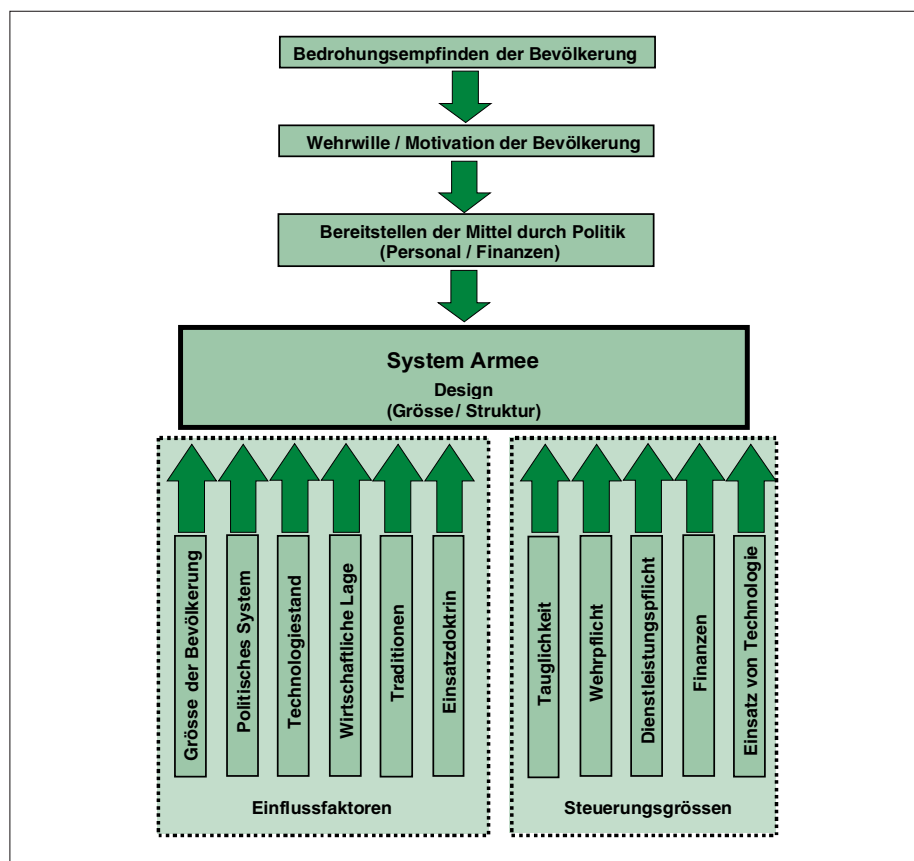 Bedrohungsempfinden der Bevölkerung
Wehrwille / Motivation der Bevölkerung
Bereitstellen der Mittel durch Politik
(Personal / Finanzen)
System Armee
Design
(Grösse / Struktur)
Grösse der Bevölkerung
Politisches System
Technologiestand
Wirtschaftliche Lage
Traditionen
Einsatzdoktrin
Einflussfaktoren
Tauglichkeit
Wehrpflicht
Dienstleistungspflicht
Finanzen
Einsatz von Technologie
Steuerungsgrössen